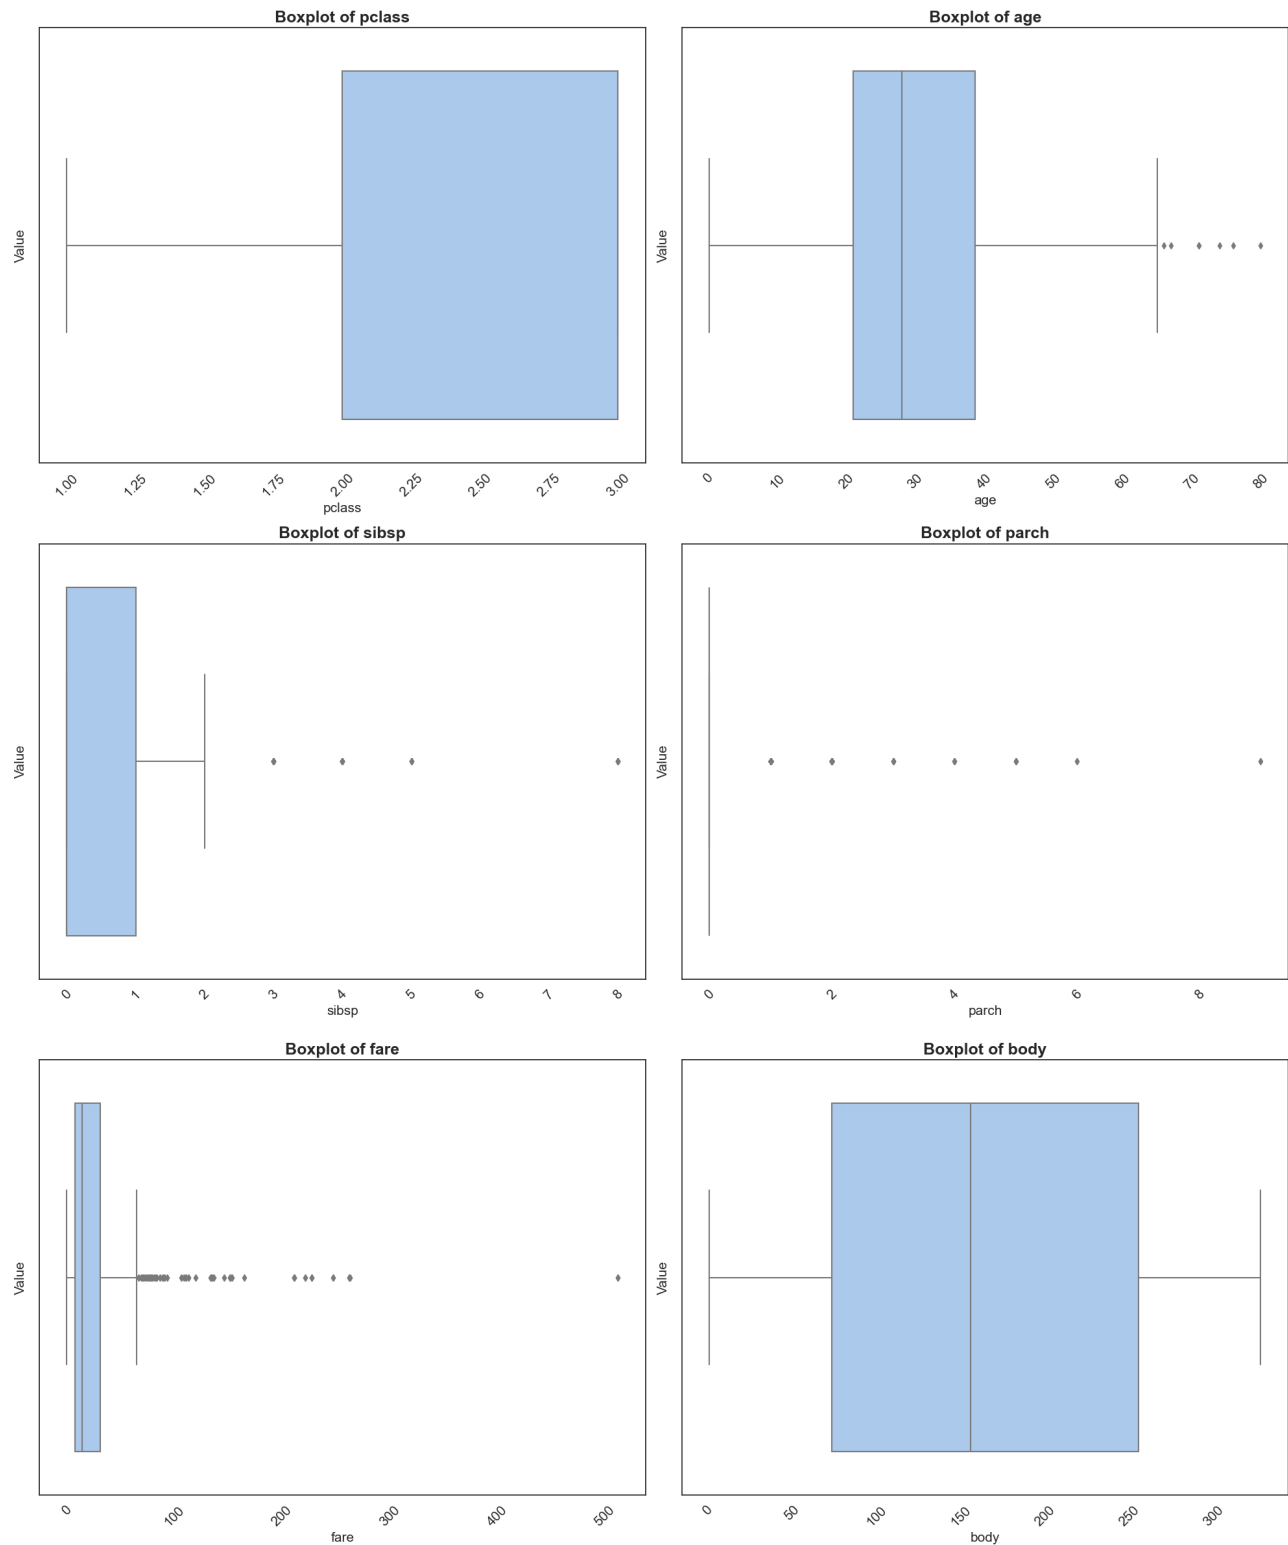 Boxplot of pclass
Value
1.00 1.25 1.50 1.75 2.00 2.25 2.50 2.75 3.00
pclass
Boxplot of age
Value
0 10 20 30 40 50 60 70 80
age
Boxplot of sibsp
Value
0 1 2 3 4 5 6 7 8
sibsp
Boxplot of parch
Value
0 2 4 6 8
parch
Boxplot of fare
Value
0 100 200 300 400 500
fare
Boxplot of body
Value
0 50 100 150 200 250 300
body